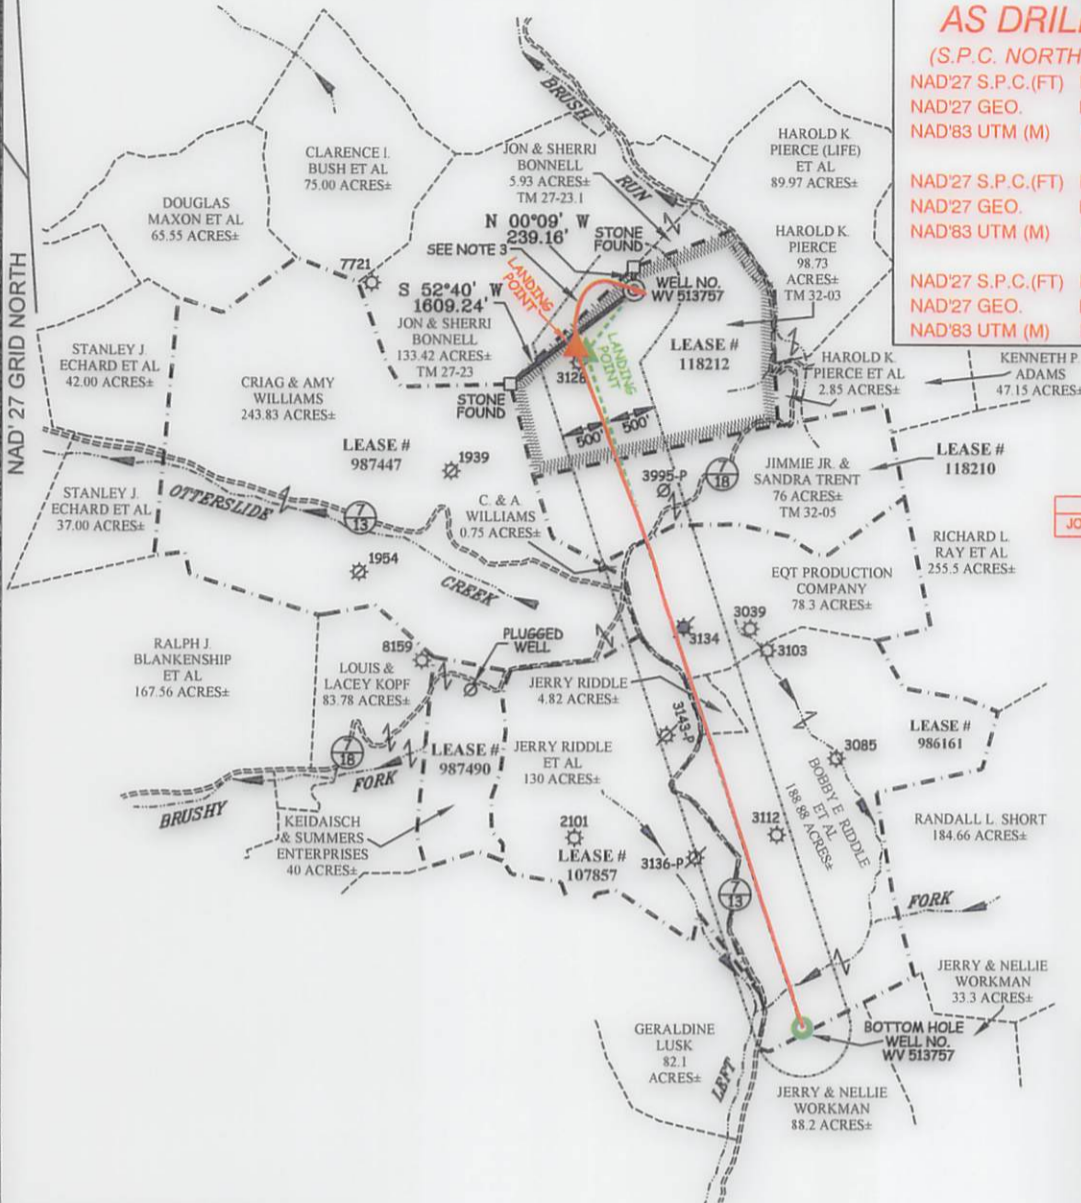 AS DRILL
(S.P.C. NORTH
NAD'27 S.P.C.(FT)
NAD'27 GEO.
NAD'83 UTM (M)
NAD'27 S.P.C.(FT)
NAD'27 GEO.
NAD'83 UTM (M)
NAD'27 S.P.C.(FT)
NAD'27 GEO.
NAD'83 UTM (M)
NAD' 27 GRID NORTH
BRUSH
RUN
CLARENCE I.
BUSH ET AL
75.00 ACRES±
JON & SHERRI
BONNELL
5.93 ACRES±
TM 27-23.1
HAROLD K.
PIERCE (LIFE)
ET AL
89.97 ACRES±
DOUGLAS
MAXON ET AL
65.55 ACRES±
N 00°09' W
239.16'
SEE NOTE 3
STONE
FOUND
HAROLD K.
PIERCE
98.73
ACRES±
TM 32-03
7721
LANDING
POINT
WELL NO.
WV 513757
S 52°40' W
1609.24'
JON & SHERRI
BONNELL
133.42 ACRES±
TM 27-23
STANLEY J.
ECHARD ET AL
42.00 ACRES±
LANDING
POINT
LEASE #
118212
3128
HAROLD K.
PIERCE ET AL
2.85 ACRES±
KENNETH P
ADAMS
47.15 ACRES±
CRIAG & AMY
WILLIAMS
243.83 ACRES±
STONE
FOUND
500'
500'
LEASE #
987447
1939
3995-P
7
18
JIMMIE JR. &
SANDRA TRENT
76 ACRES±
TM 32-05
LEASE #
118210
STANLEY J.
ECHARD ET AL
37.00 ACRES±
OTTERSLIDE
7
13
CREEK
C. & A.
WILLIAMS
0.75 ACRES±
JO
RICHARD L.
RAY ET AL
255.5 ACRES±
1954
EQT PRODUCTION
COMPANY
78.3 ACRES±
3039
3134
3103
RALPH J.
BLANKENSHIP
ET AL
167.56 ACRES±
8159
PLUGGED
WELL
LOUIS &
LACEY KOPF
83.78 ACRES±
JERRY RIDDLE
4.82 ACRES±
3143-P
LEASE #
986161
7
18
LEASE #
987490
JERRY RIDDLE
ET AL
130 ACRES±
3085
BRUSHY
FORK
BOBBY E. RIDDLE
ET AL
188.88 ACRES±
KEIDAISCH
& SUMMERS
ENTERPRISES
40 ACRES±
2101
LEASE #
107857
3112
3136-P
RANDALL L. SHORT
184.66 ACRES±
7
13
FORK
JERRY & NELLIE
WORKMAN
33.3 ACRES±
GERALDINE
LUSK
82.1
ACRES±
LEFT
BOTTOM HOLE
WELL NO.
WV 513757
JERRY & NELLIE
WORKMAN
88.2 ACRES±